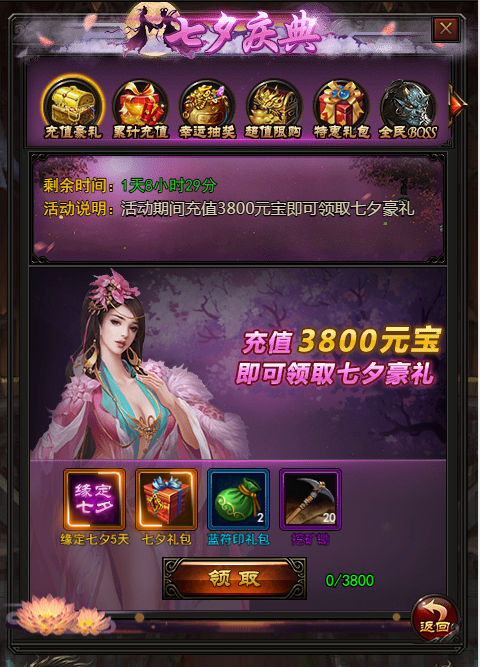 七夕庆典
充值豪礼 累计充值 幸运抽奖 超值限购 特惠礼包 全民BOSS
剩余时间：1天8小时29分
活动说明：活动期间充值3800元宝即可领取七夕豪礼
充值 3800元宝
即可领取七夕豪礼
缘定
七夕
2 20
缘定七夕5天 七夕礼包 蓝符印礼包 挖矿锄
领取 0/3800
返回